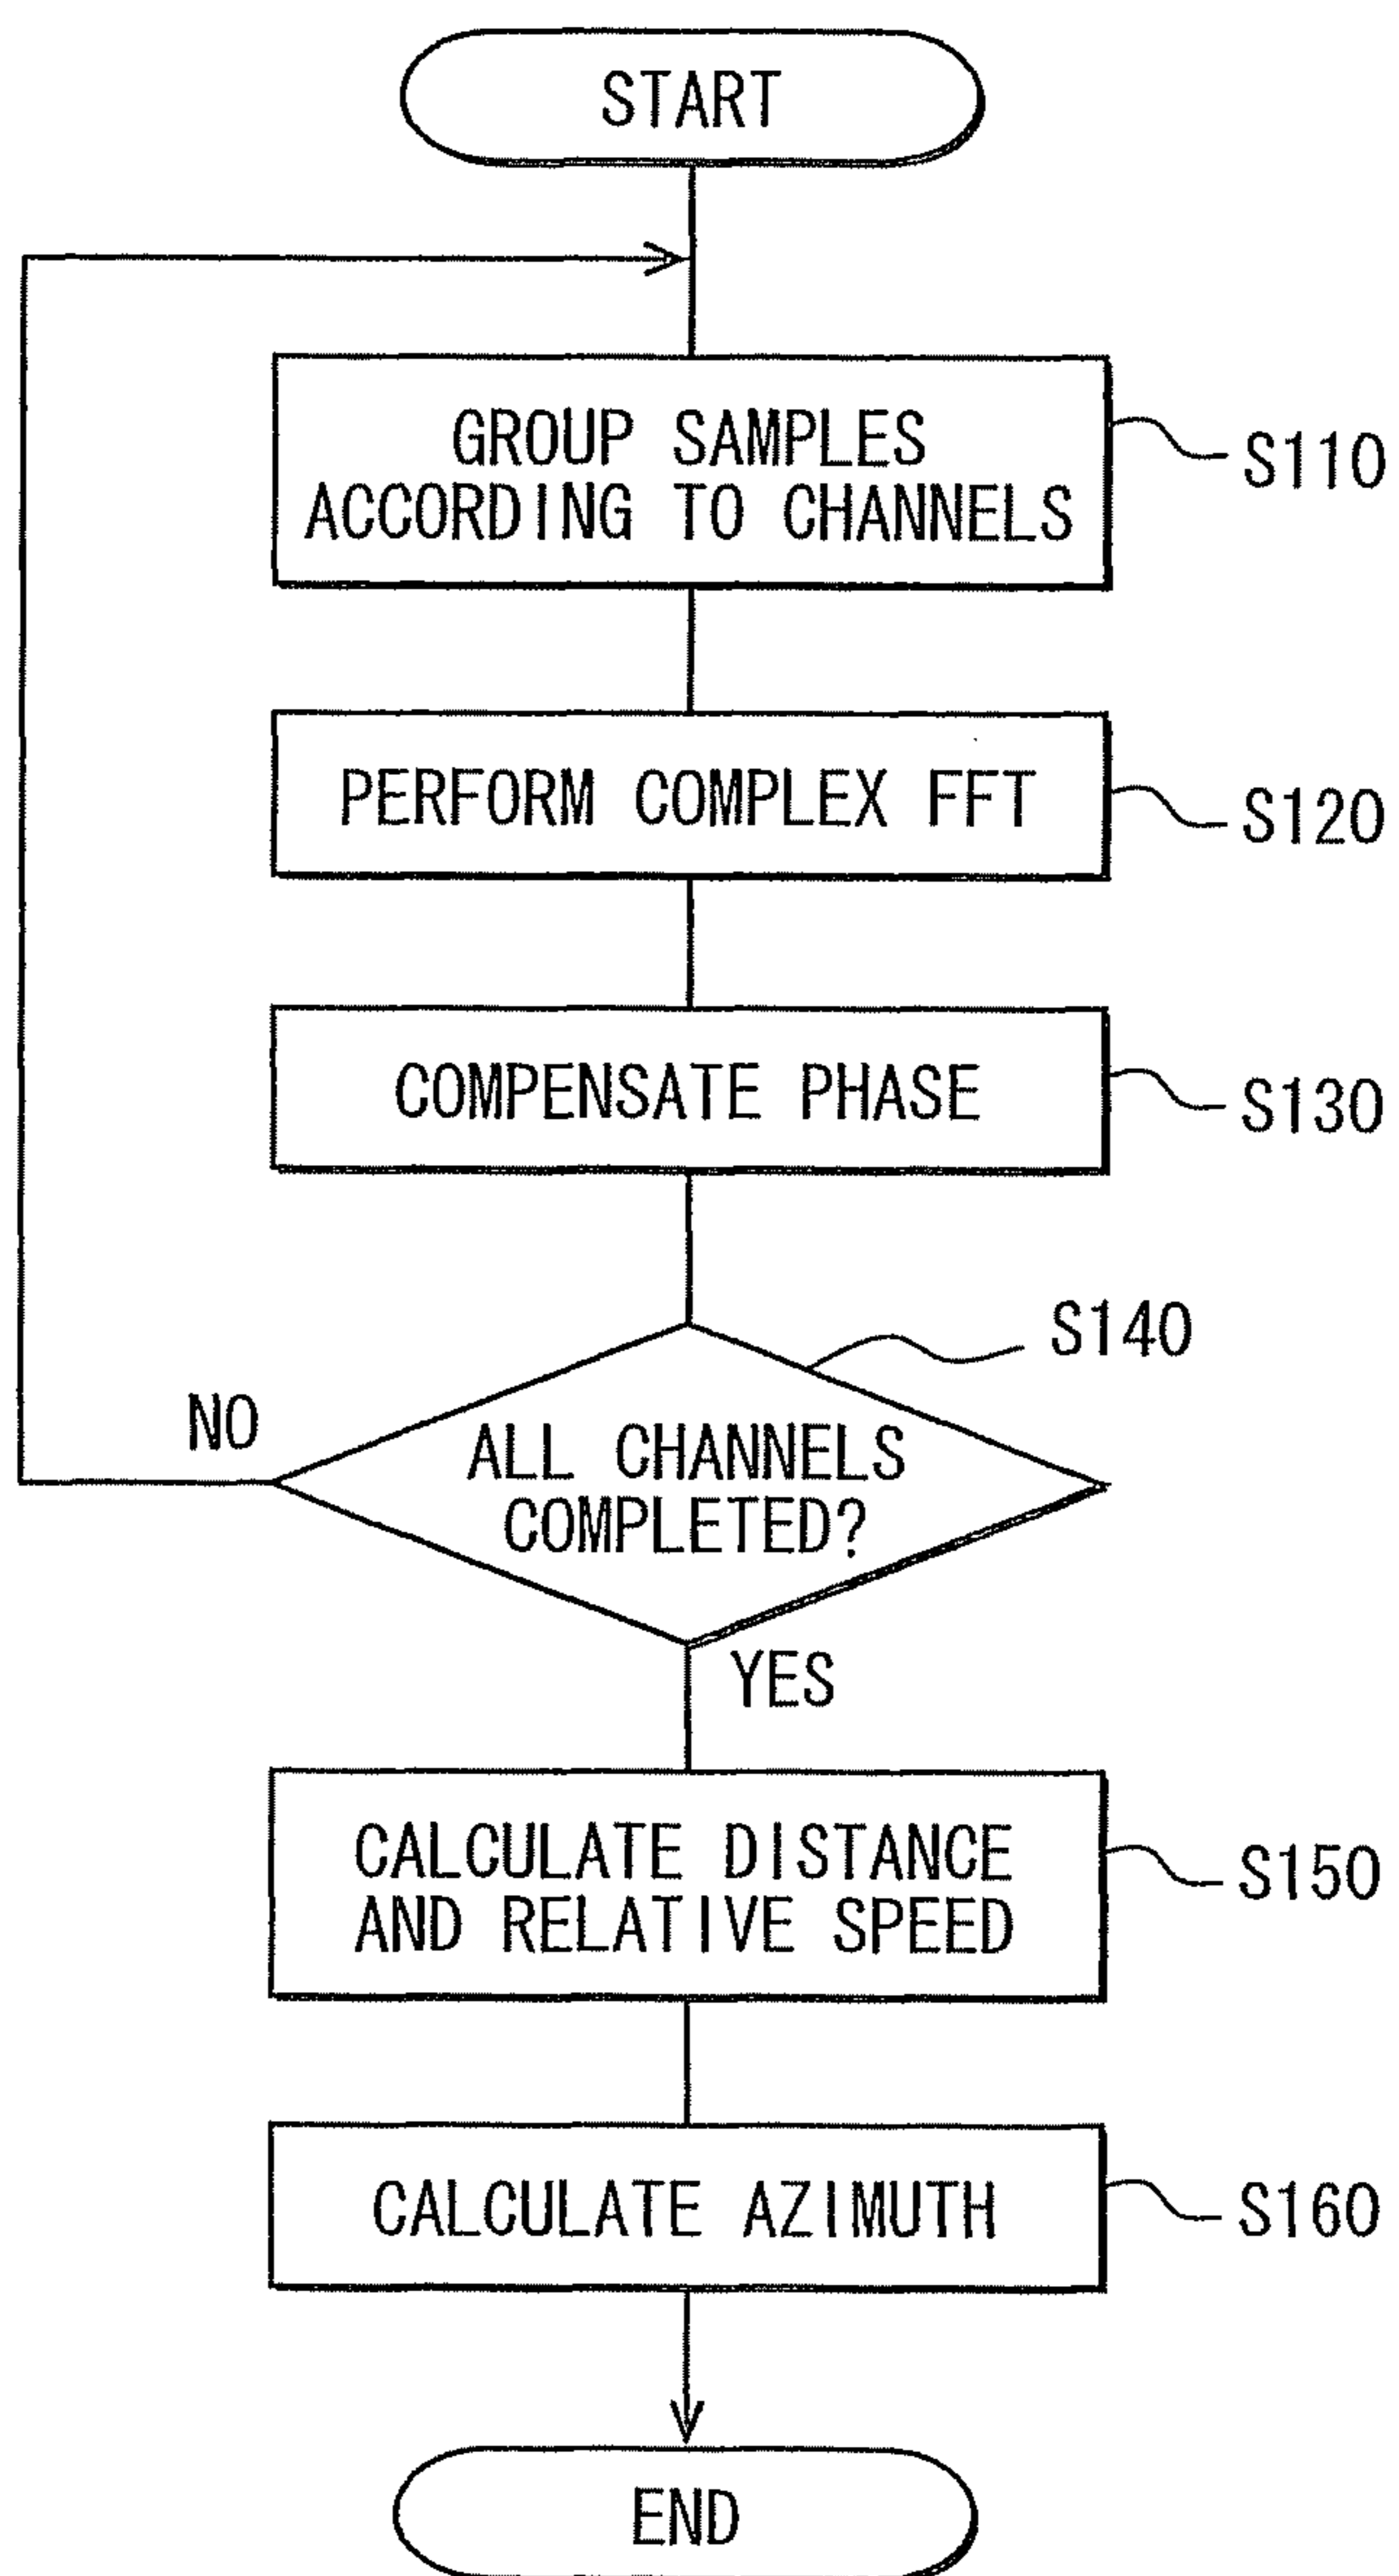 START
GROUP SAMPLES
ACCORDING TO CHANNELS
S110
PERFORM COMPLEX FFT
S120
COMPENSATE PHASE
S130
S140
NO
ALL CHANNELS
COMPLETED?
YES
CALCULATE DISTANCE
AND RELATIVE SPEED
S150
CALCULATE AZIMUTH
S160
END